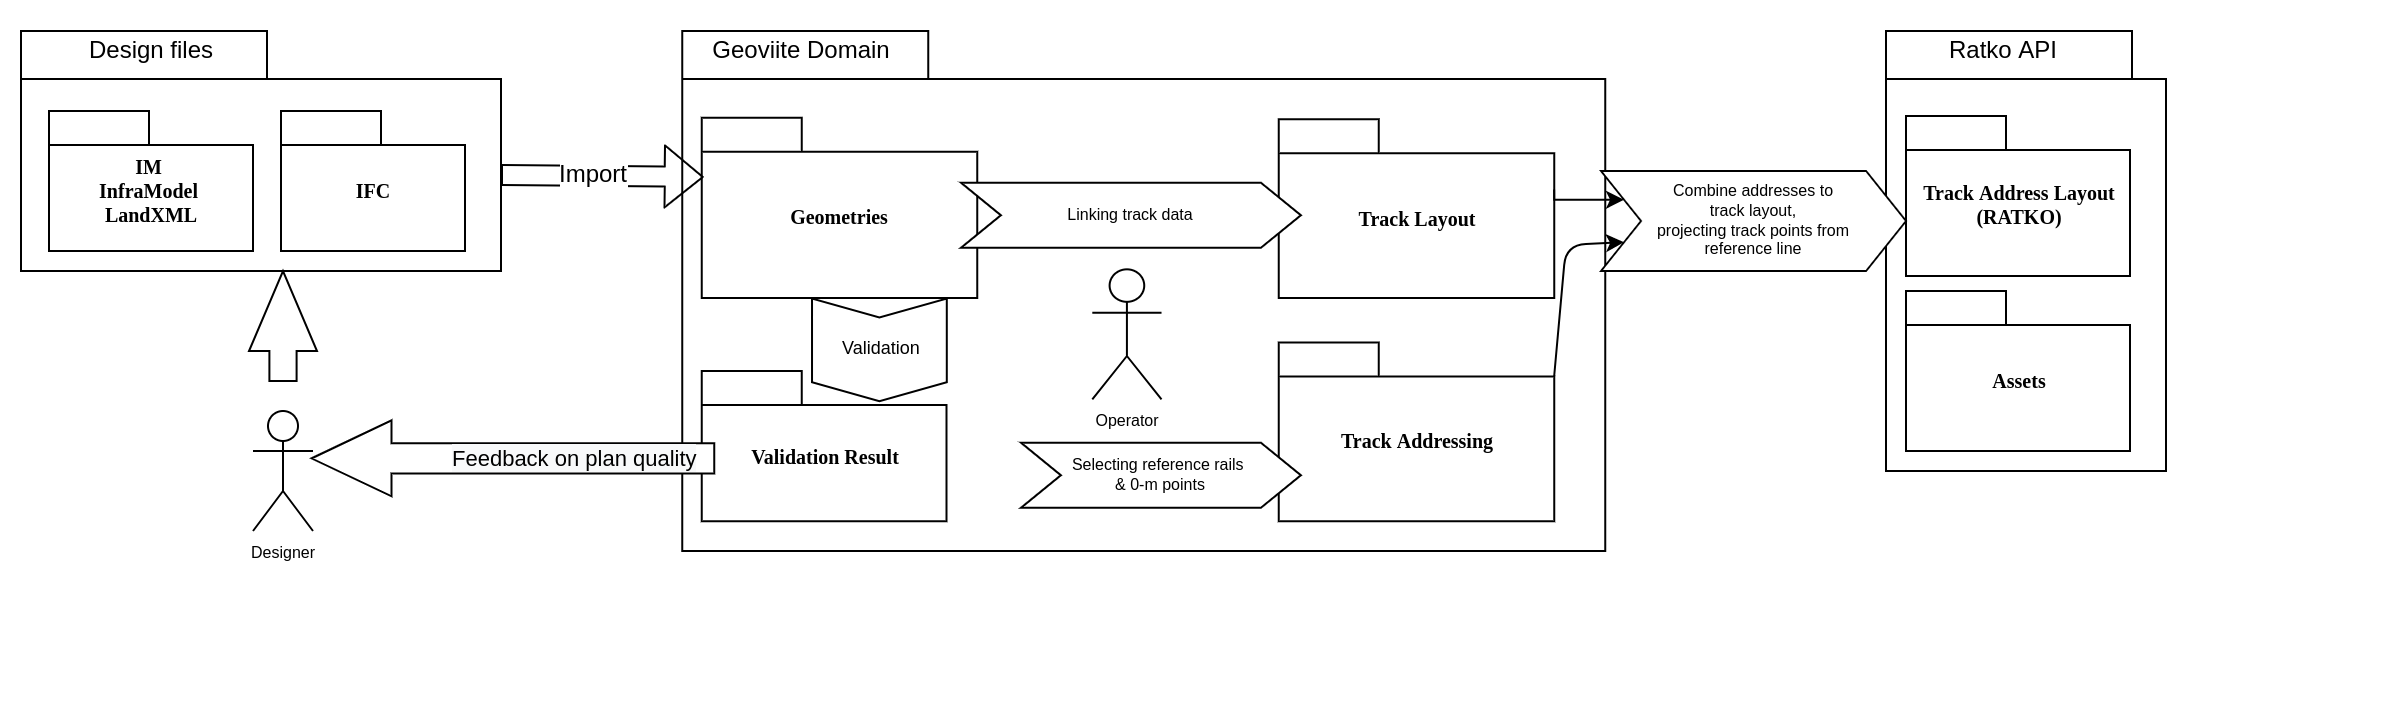 Design files
IM
InfraModel
LandXML
IFC
Import
Designer
Feedback on plan quality
Geoviite Domain
Geometries
Linking track data
Track Layout
Validation
Operator
Validation Result
Selecting reference rails
& 0-m points
Track Addressing
Combine addresses to
track layout,
projecting track points from
reference line
Ratko API
Track Address Layout
(RATKO)
Assets